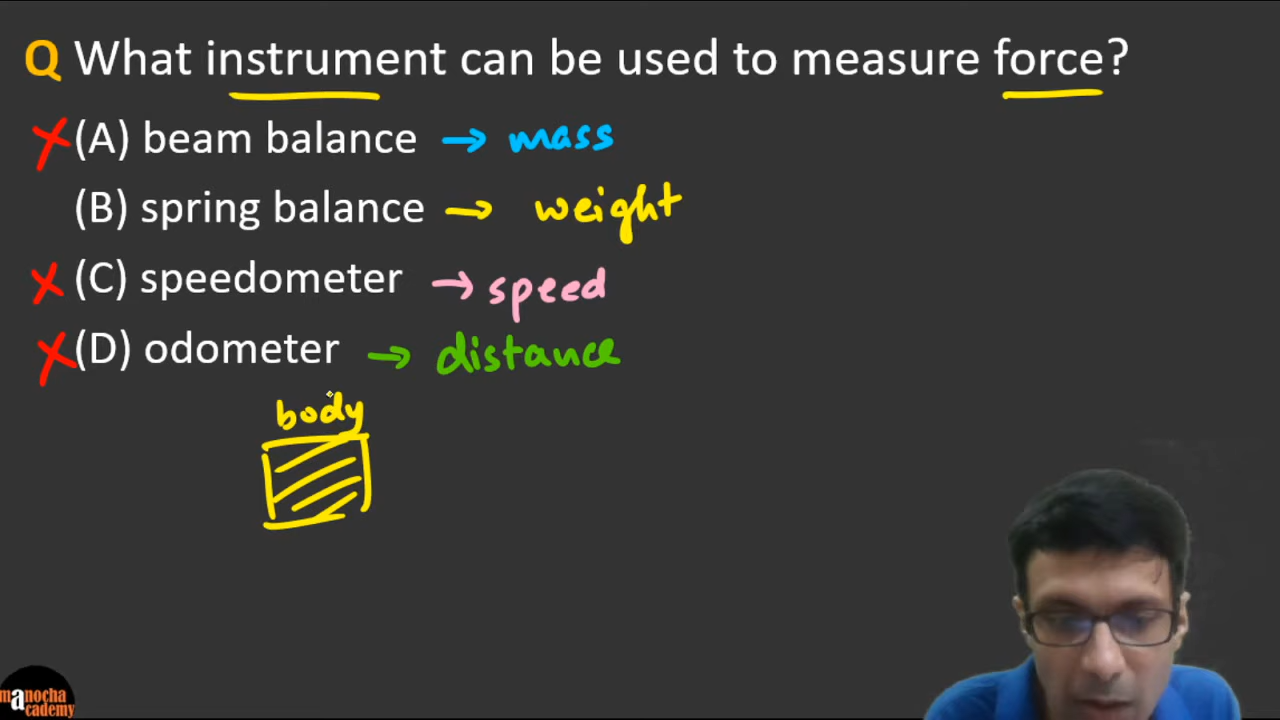 Q What instrument can be used to measure force?
(A) beam balance → mass
(B) spring balance → weight
(C) speedometer → speed
(D) odometer → distance
body
manocha
academy